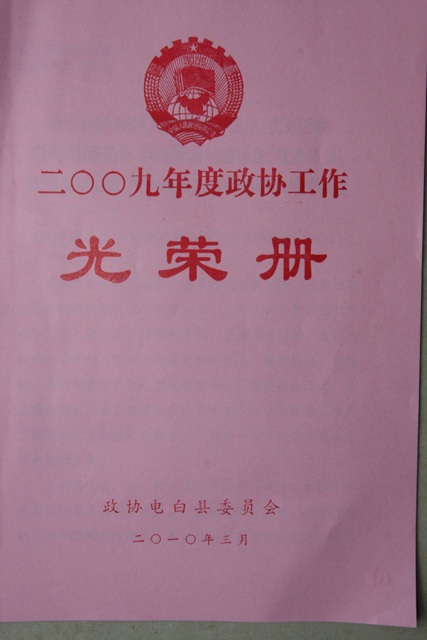 二〇〇九年度政协工作
光荣册
政协电白县委员会
二〇一〇年三月